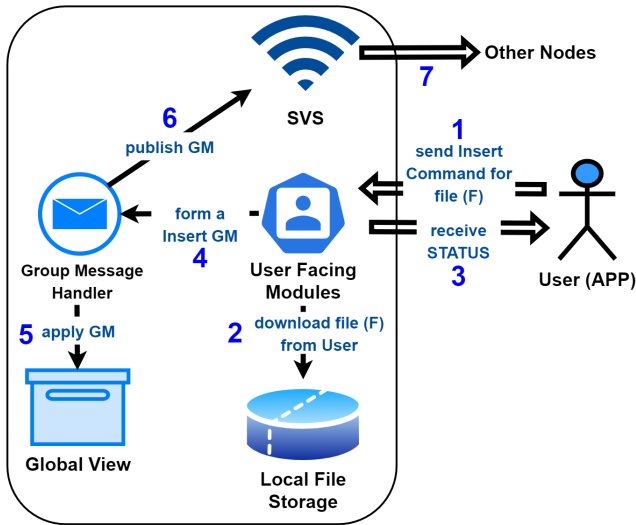 Other Nodes
7
SVS
6
publish GM
1
send Insert
Command for
file (F)
form a
Insert GM
4
receive
STATUS
3
Group Message
Handler
User Facing
Modules
User (APP)
5
apply GM
2
download file (F)
from User
Global View
Local File
Storage